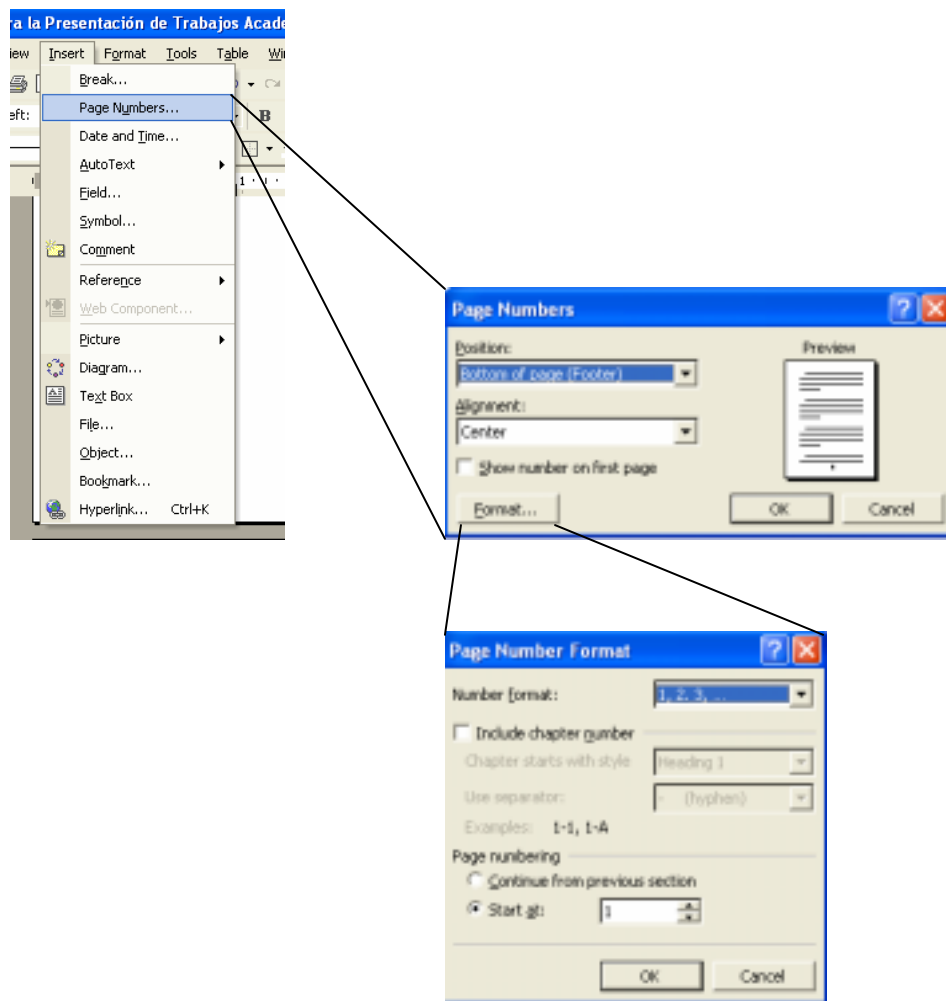 ra la Presentación de Trabajos Acade
iew Insert Format Tools Table Wi
Break...
Page Numbers...
eft: B
Date and Time...
AutoText
1
Field...
Symbol...
Comment
Reference
Web Component...
Picture
Diagram...
Text Box
File...
Object...
Bookmark...
Hyperlink... Ctrl+K
Page Numbers
Position: Preview
Bottom of page (Footer)
Alignment:
Center
Show number on first page
Format... OK Cancel
Page Number Format
Number format: 1, 2, 3, ...
Include chapter number
Chapter starts with style Heading 1
Use separator: - (hyphen)
Examples: 1-1, 1-A
Page numbering
Continue from previous section
Start at: 1
OK Cancel